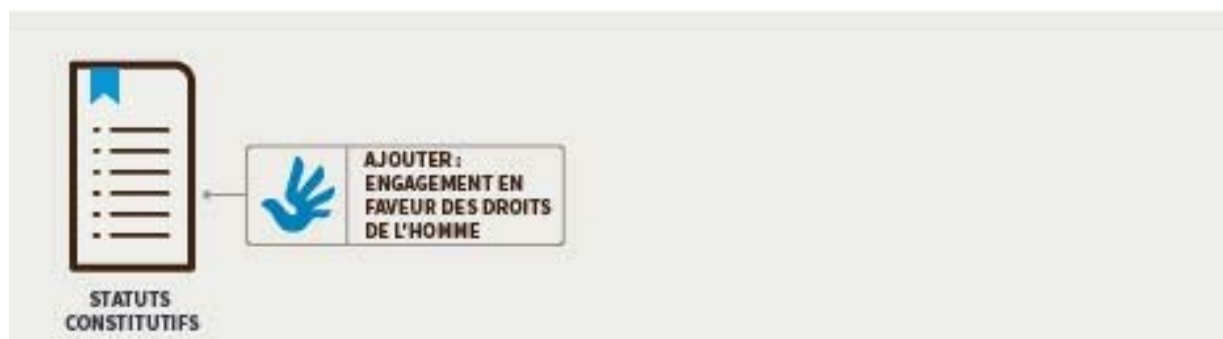 AJOUTER :
ENGAGEMENT EN
FAVEUR DES DROITS
DE L'HOMME
STATUTS
CONSTITUTIFS